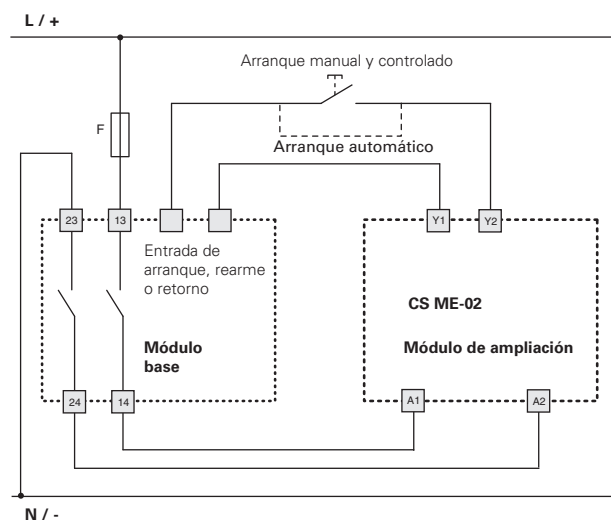 L / +
Arranque manual y controlado
F
Arranque automático
23
13
Y1
Y2
Entrada de
arranque, rearme
o retorno
CS ME-02
Módulo
base
Módulo de ampliación
24
14
A1
A2
N / -